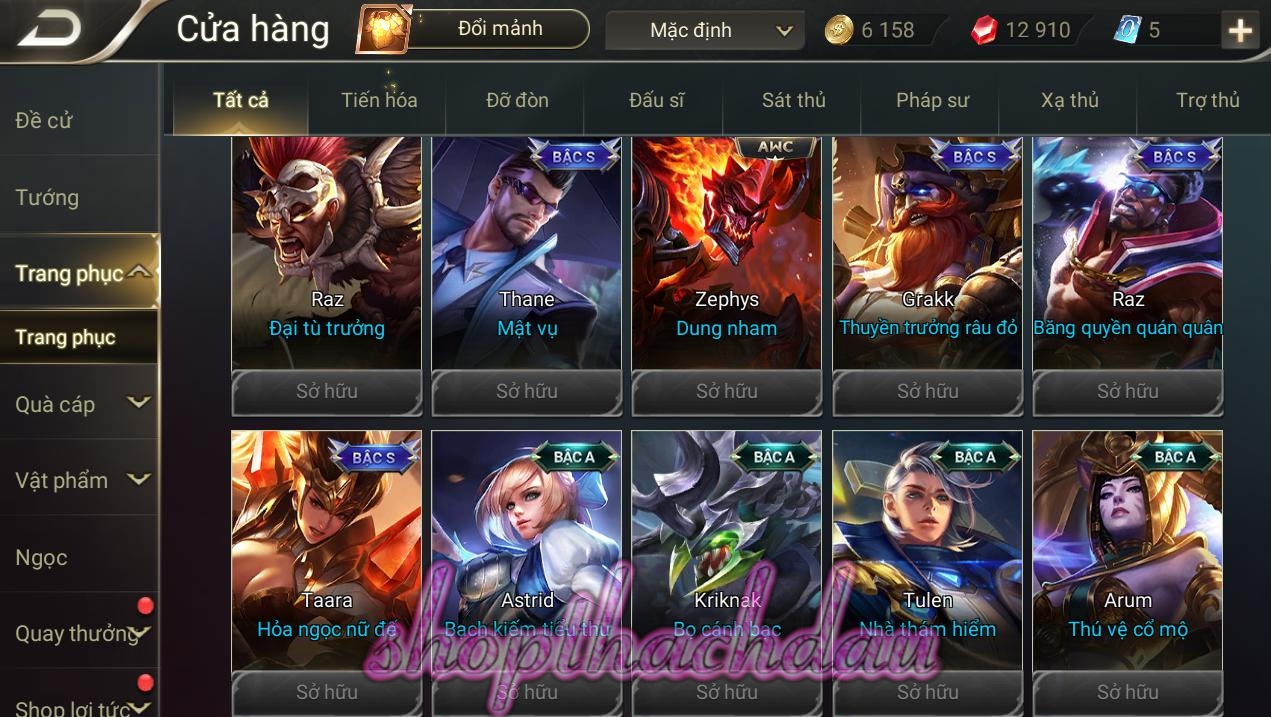 Cửa hàng
Đổi mảnh
Mặc định
6 158
12 910
5
Đề cử
Tướng
Trang phục
Trang phục
Quà cáp
Vật phẩm
Ngọc
Quay thưởng
Shop lợi tức
Tất cả
Tiến hóa
Đỡ đòn
Đấu sĩ
Sát thủ
Pháp sư
Xạ thủ
Trợ thủ
Raz
Đại tù trưởng
Sở hữu
BẬC S
Thane
Mật vụ
Sở hữu
AWC
Zephys
Dung nham
Sở hữu
BẬC S
Grakk
Thuyền trưởng râu đỏ
Sở hữu
BẬC S
Raz
Băng quyền quán quân
Sở hữu
BẬC S
Taara
Hỏa ngọc nữ đế
Sở hữu
BẬC A
Astrid
Bạch kiếm tiểu thư
Sở hữu
BẬC A
Kriknak
Bọ cánh bạc
Sở hữu
BẬC A
Tulen
Nhà thám hiểm
Sở hữu
BẬC A
Arum
Thú vệ cổ mộ
Sở hữu
shopthachdau